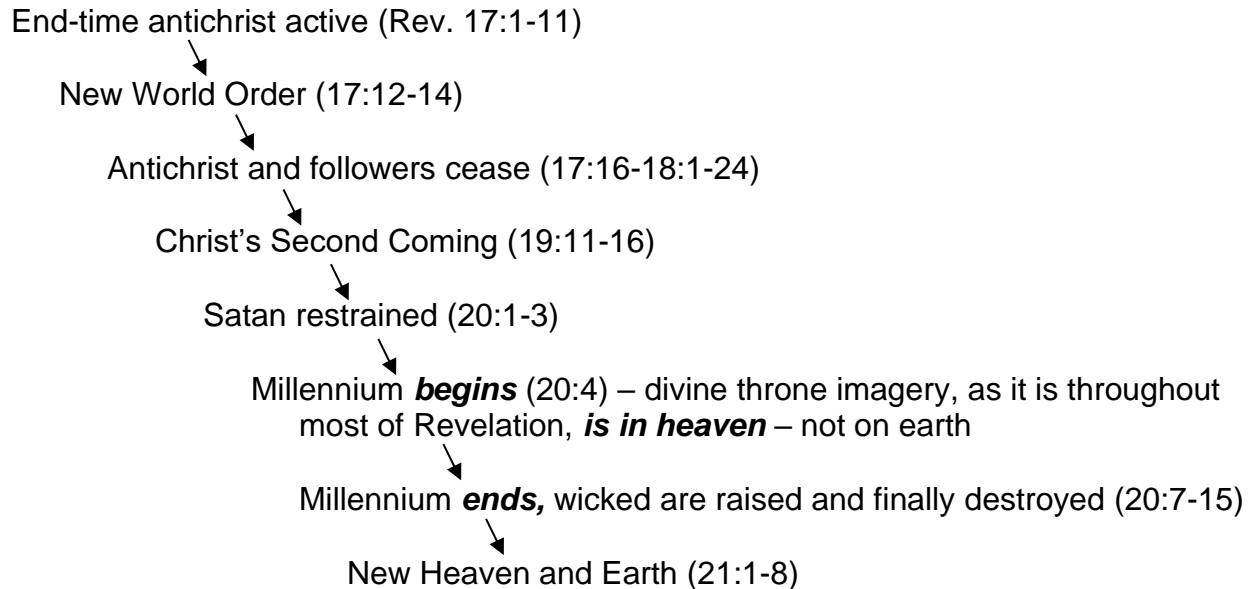 End-time antichrist active (Rev. 17:1-11)
New World Order (17:12-14)
Antichrist and followers cease (17:16-18:1-24)
Christ's Second Coming (19:11-16)
Satan restrained (20:1-3)
Millennium begins (20:4) – divine throne imagery, as it is throughout
most of Revelation, is in heaven – not on earth
Millennium ends, wicked are raised and finally destroyed (20:7-15)
New Heaven and Earth (21:1-8)